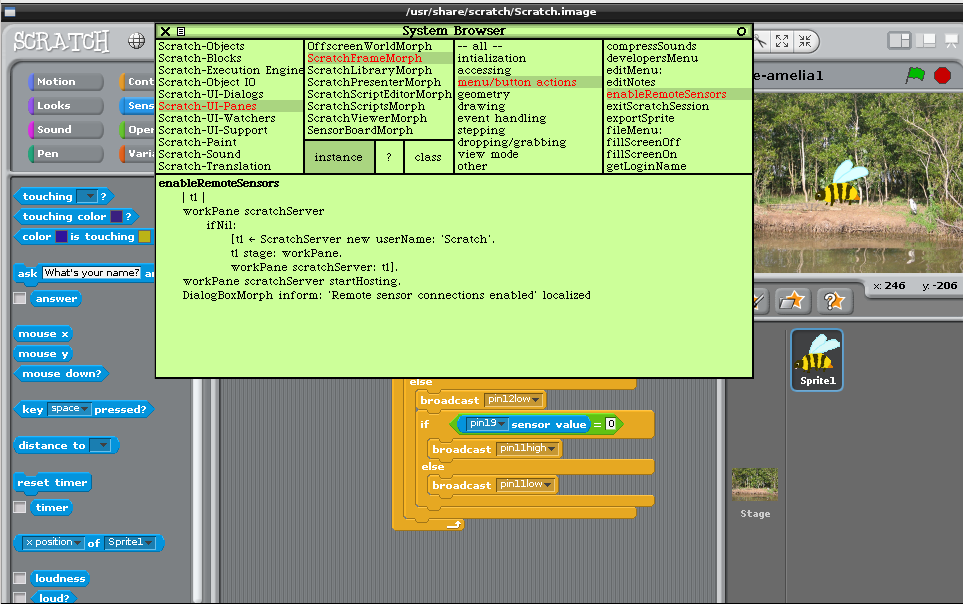 /usr/share/scratch/Scratch.image
SCRATCH
System Browser
Scratch-Objects
Scratch-Blocks
Scratch-Execution Engine
Scratch-Object IO
Scratch-UI-Dialogs
Scratch-UI-Panes
Scratch-UI-Watchers
Scratch-UI-Support
Scratch-Paint
Scratch-Sound
Scratch-Translation
OffscreenWorldMorph
ScratchFrameMorph
ScratchLibraryMorph
ScratchPresenterMorph
ScratchScriptEditorMorph
ScratchScriptsMorph
ScratchViewerMorph
SensorBoardMorph
instance
?
class
-- all --
intialization
accessing
menu/button actions
geometry
drawing
event handling
stepping
dropping/grabbing
view mode
other
compressSounds
developersMenu
editMenu:
editNotes
enableRemoteSensors
exitScratchSession
exportSprite
fileMenu:
fillScreenOff
fillScreenOn
getLoginName
enableRemoteSensors
| t1 |
workPane scratchServer
ifNil:
[t1 ← ScratchServer new userName: 'Scratch'.
t1 stage: workPane.
workPane scratchServer: t1].
workPane scratchServer startHosting.
DialogBoxMorph inform: 'Remote sensor connections enabled' localized
Motion
Cont
Looks
Sens
Sound
Oper
Pen
Varia
touching ?
touching color ?
color is touching
ask What's your name? an
answer
mouse x
mouse y
mouse down?
key space pressed?
distance to
reset timer
timer
x position of Sprite1
loudness
loud?
else
broadcast pin12low
if pin19 sensor value = 0
broadcast pin11high
else
broadcast pin11low
e-amelia1
x: 246 y: -206
?
Sprite1
Stage